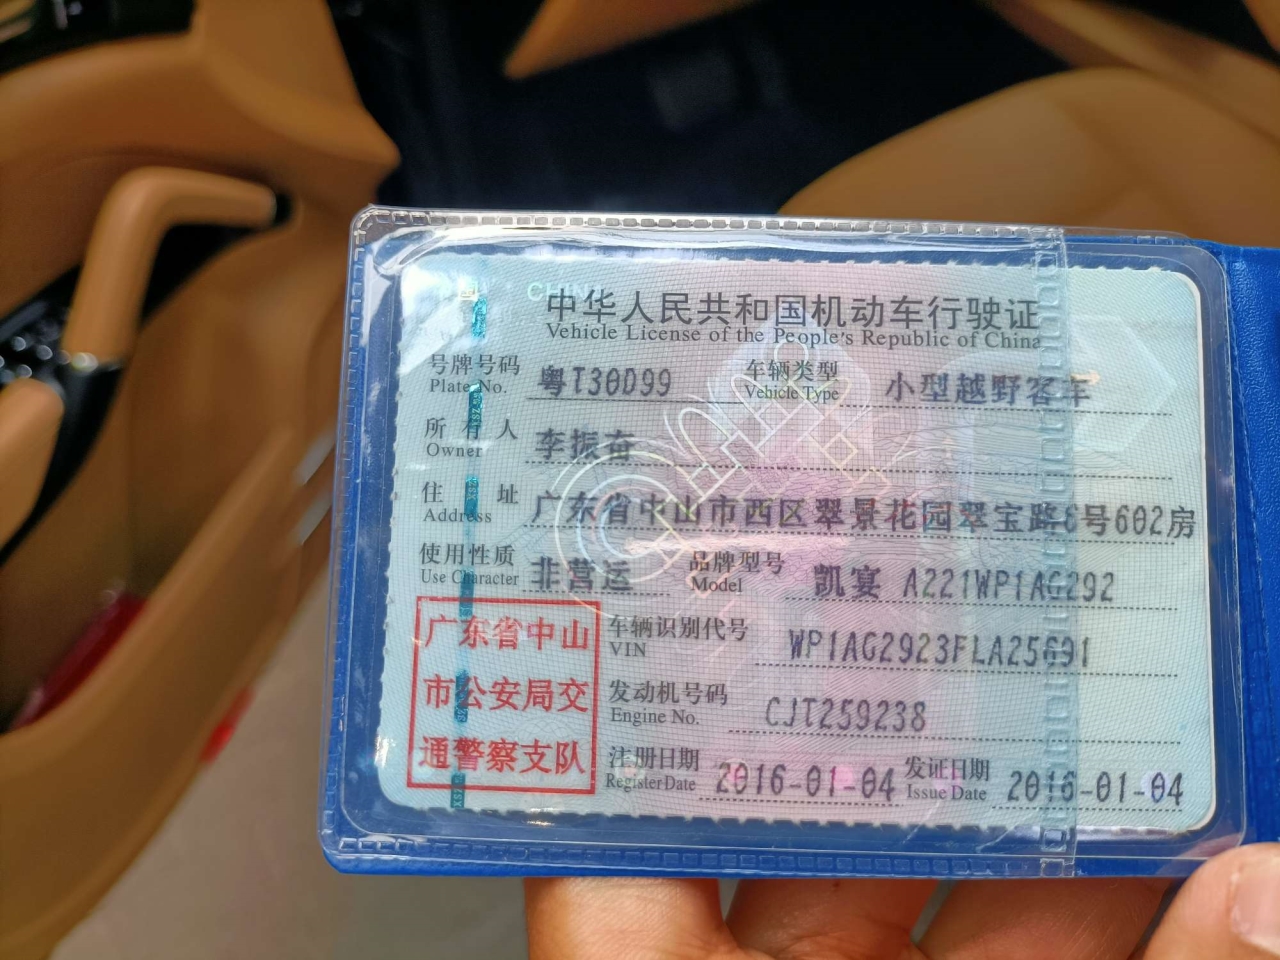 CHIN
中华人民共和国机动车行驶证
Vehicle License of the People's Republic of China
号牌号码 粤T30D99 车辆类型 小型越野客车
Plate No. Vehicle Type
所有人 李振奋
Owner
住址 广东省中山市西区翠景花园翠宝路6号602房
Address
使用性质 非营运 品牌型号 凯宴 A221WP1AG292
Use Character Model
广东省中山
市公安局交
通警察支队
车辆识别代号 WP1AG2923FLA25691
VIN
发动机号码 CJT259238
Engine No.
注册日期 2016-01-04 发证日期 2016-01-04
Register Date Issue Date